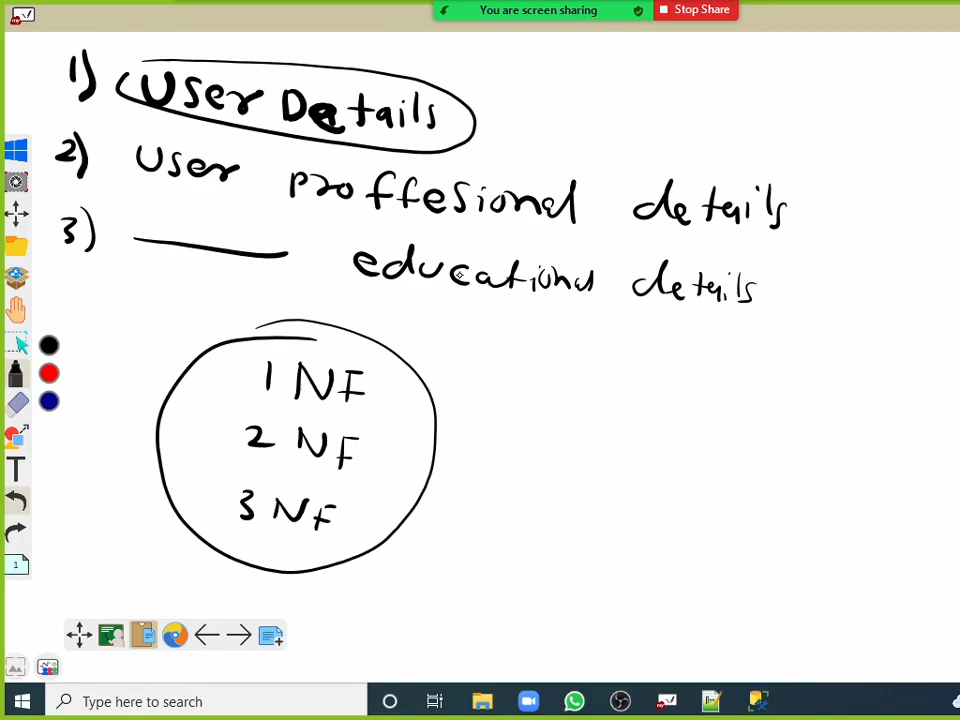 You are screen sharing
Stop Share
1) User Details
2) User proffesional details
3) educational details
1 NF
2 NF
3 NF
T
1
Type here to search